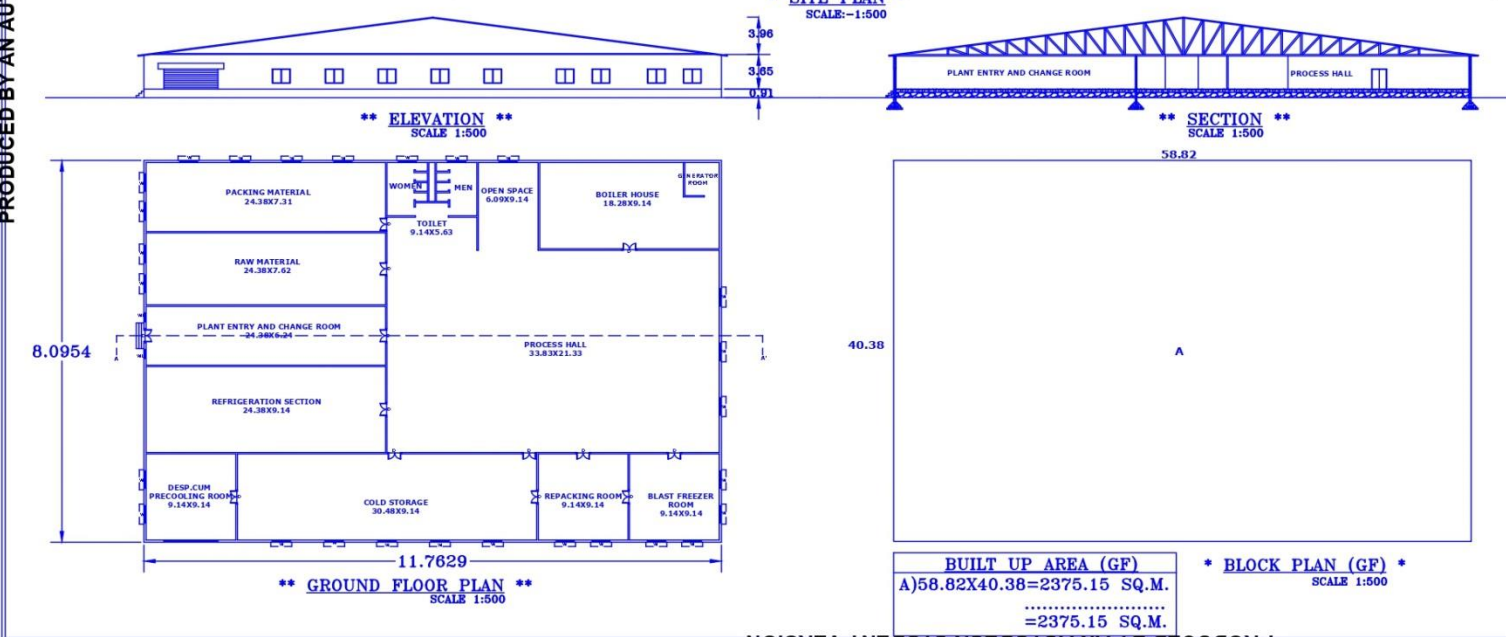 PRODUCED BY AN AU
SITE PLAN
SCALE:-1:500
3.96
3.65
0.91
** ELEVATION **
SCALE 1:500
PLANT ENTRY AND CHANGE ROOM
PROCESS HALL
** SECTION **
SCALE 1:500
PACKING MATERIAL
24.38X7.31
WOMEN
MEN
OPEN SPACE
6.09X9.14
BOILER HOUSE
18.28X9.14
GENERATOR
ROOM
TOILET
9.14X5.63
RAW MATERIAL
24.38X7.62
PLANT ENTRY AND CHANGE ROOM
24.38X6.24
A
A'
PROCESS HALL
33.83X21.33
8.0954
REFRIGERATION SECTION
24.38X9.14
DESP.CUM
PRECOOLING ROOM
9.14X9.14
COLD STORAGE
30.48X9.14
REPACKING ROOM
9.14X9.14
BLAST FREEZER
ROOM
9.14X9.14
11.7629
** GROUND FLOOR PLAN **
SCALE 1:500
58.82
40.38
A
BUILT UP AREA (GF)
A)58.82X40.38=2375.15 SQ.M.
........................
=2375.15 SQ.M.
* BLOCK PLAN (GF) *
SCALE 1:500